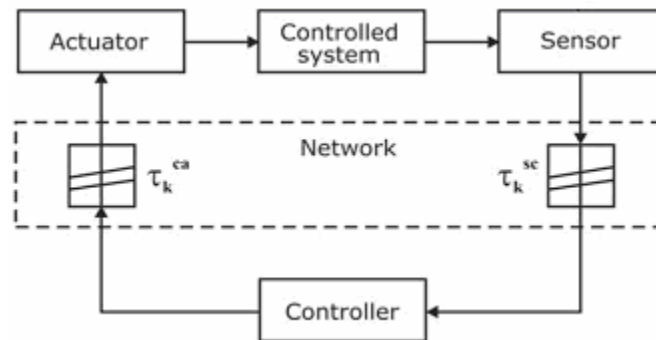 Actuator
Controlled
system
Sensor
Network
τₖᶜᵃ
τₖˢᶜ
Controller